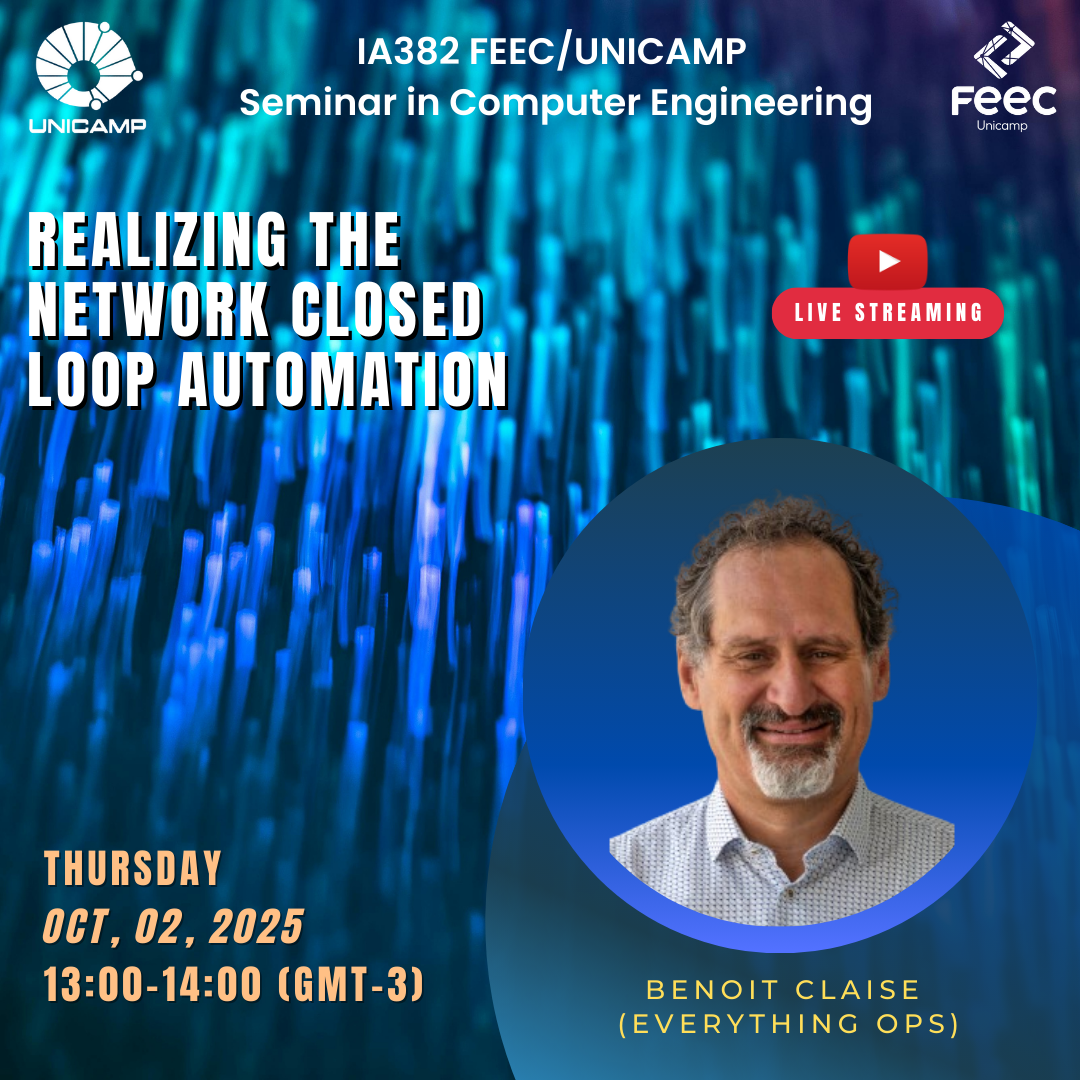 UNICAMP
IA382 FEEC/UNICAMP
Seminar in Computer Engineering
Feec
Unicamp
REALIZING THE
NETWORK CLOSED
LOOP AUTOMATION
LIVE STREAMING
THURSDAY
OCT, 02, 2025
13:00-14:00 (GMT-3)
BENOIT CLAISE
(EVERYTHING OPS)